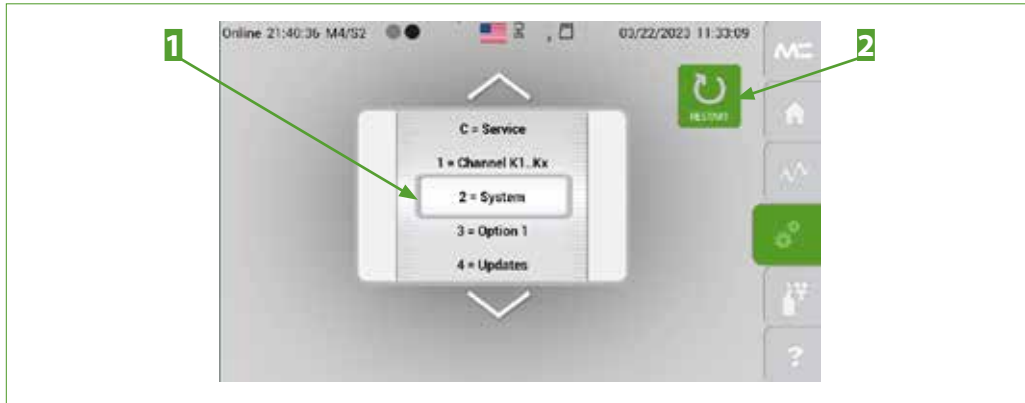 1
2
Online 21:40:36 M4/S2
03/22/2023 11:33:09
RESTART
C = Service
1 = Channel K1..Kx
2 = System
3 = Option 1
4 = Updates
?